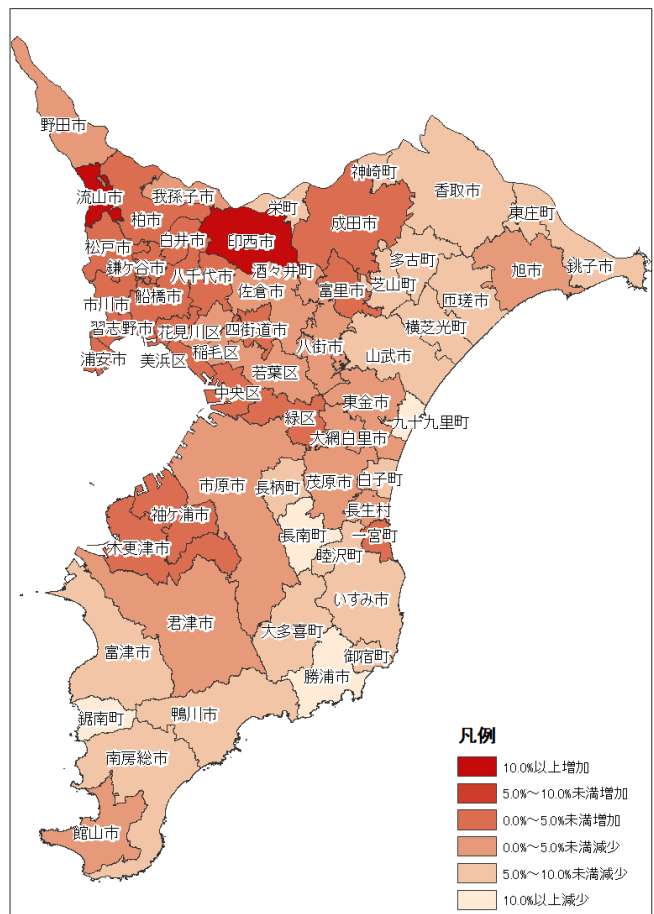 野田市
流山市
我孫子市
柏市
栄町
神崎町
香取市
東庄町
松戸市
白井市
印西市
成田市
鎌ケ谷市
八千代市
酒々井町
多古町
旭市
銚子市
市川市
船橋市
佐倉市
富里市
芝山町
匝瑳市
習志野市
花見川区
四街道市
横芝光町
浦安市
美浜区
稲毛区
八街市
山武市
若葉区
中央区
東金市
緑区
九十九里町
大網白里市
市原市
長柄町
茂原市
白子町
袖ケ浦市
長生村
木更津市
長南町
一宮町
睦沢町
いすみ市
君津市
大多喜町
富津市
御宿町
勝浦市
鋸南町
鴨川市
南房総市
館山市
凡例
10.0%以上増加
5.0%～10.0%未満増加
0.0%～5.0%未満増加
0.0%～5.0%未満減少
5.0%～10.0%未満減少
10.0%以上減少